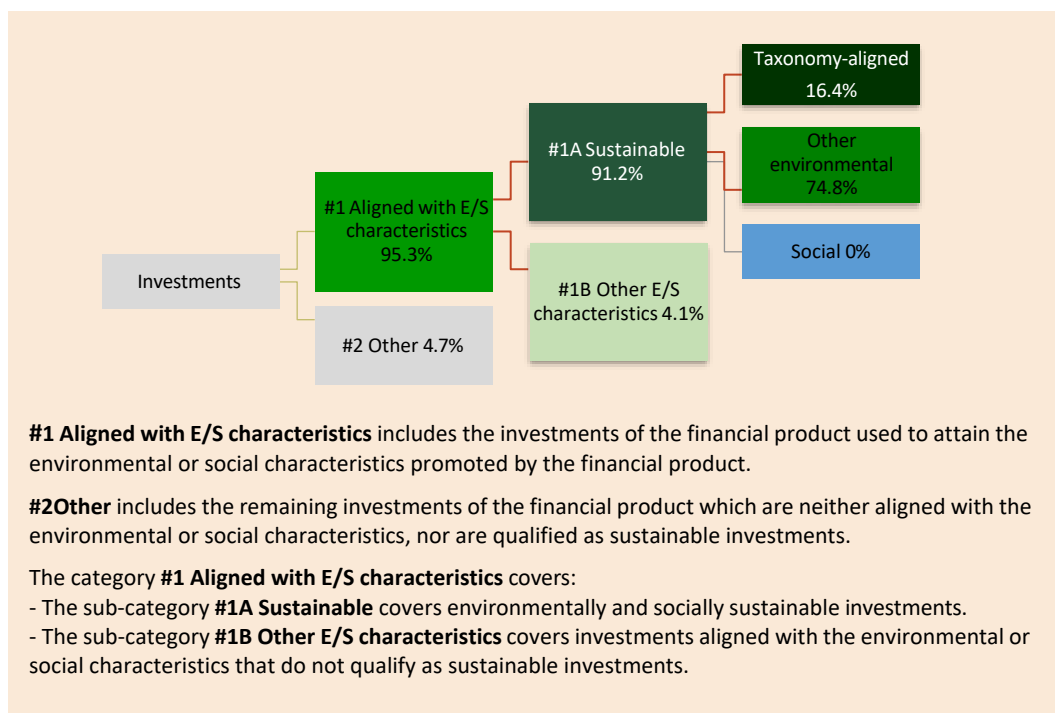 Taxonomy-aligned
16.4%
#1A Sustainable
91.2%
Other
environmental
74.8%
#1 Aligned with E/S
characteristics
95.3%
Social 0%
Investments
#1B Other E/S
characteristics 4.1%
#2 Other 4.7%
#1 Aligned with E/S characteristics includes the investments of the financial product used to attain the
environmental or social characteristics promoted by the financial product.
#2Other includes the remaining investments of the financial product which are neither aligned with the
environmental or social characteristics, nor are qualified as sustainable investments.
The category #1 Aligned with E/S characteristics covers:
- The sub-category #1A Sustainable covers environmentally and socially sustainable investments.
- The sub-category #1B Other E/S characteristics covers investments aligned with the environmental or
social characteristics that do not qualify as sustainable investments.